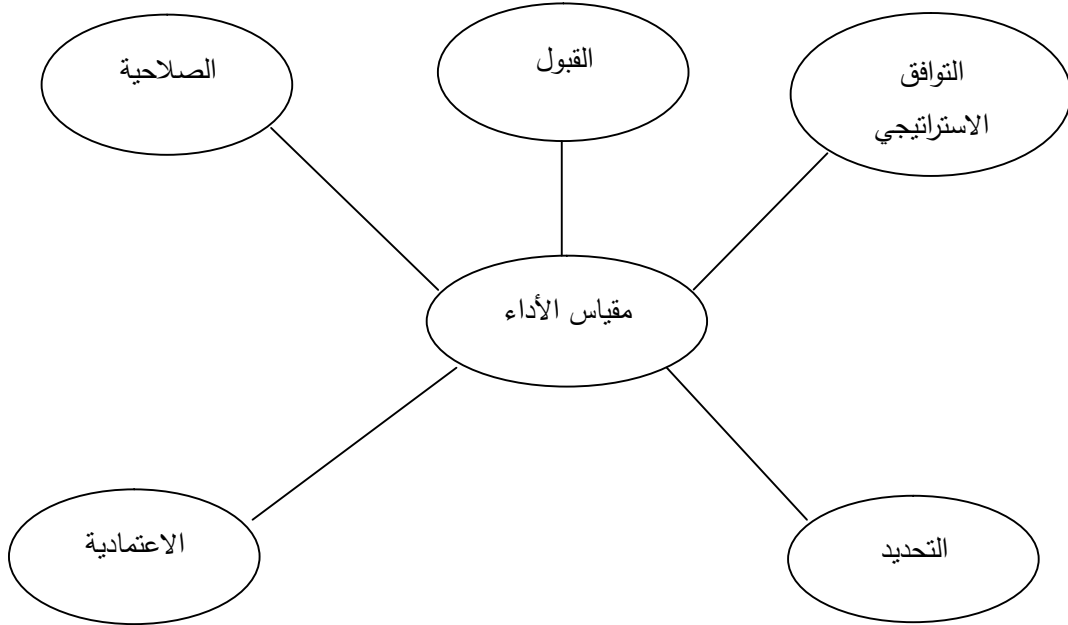 التوافق
الاستراتيجي
القبول
الصلاحية
مقياس الأداء
التحديد
الاعتمادية